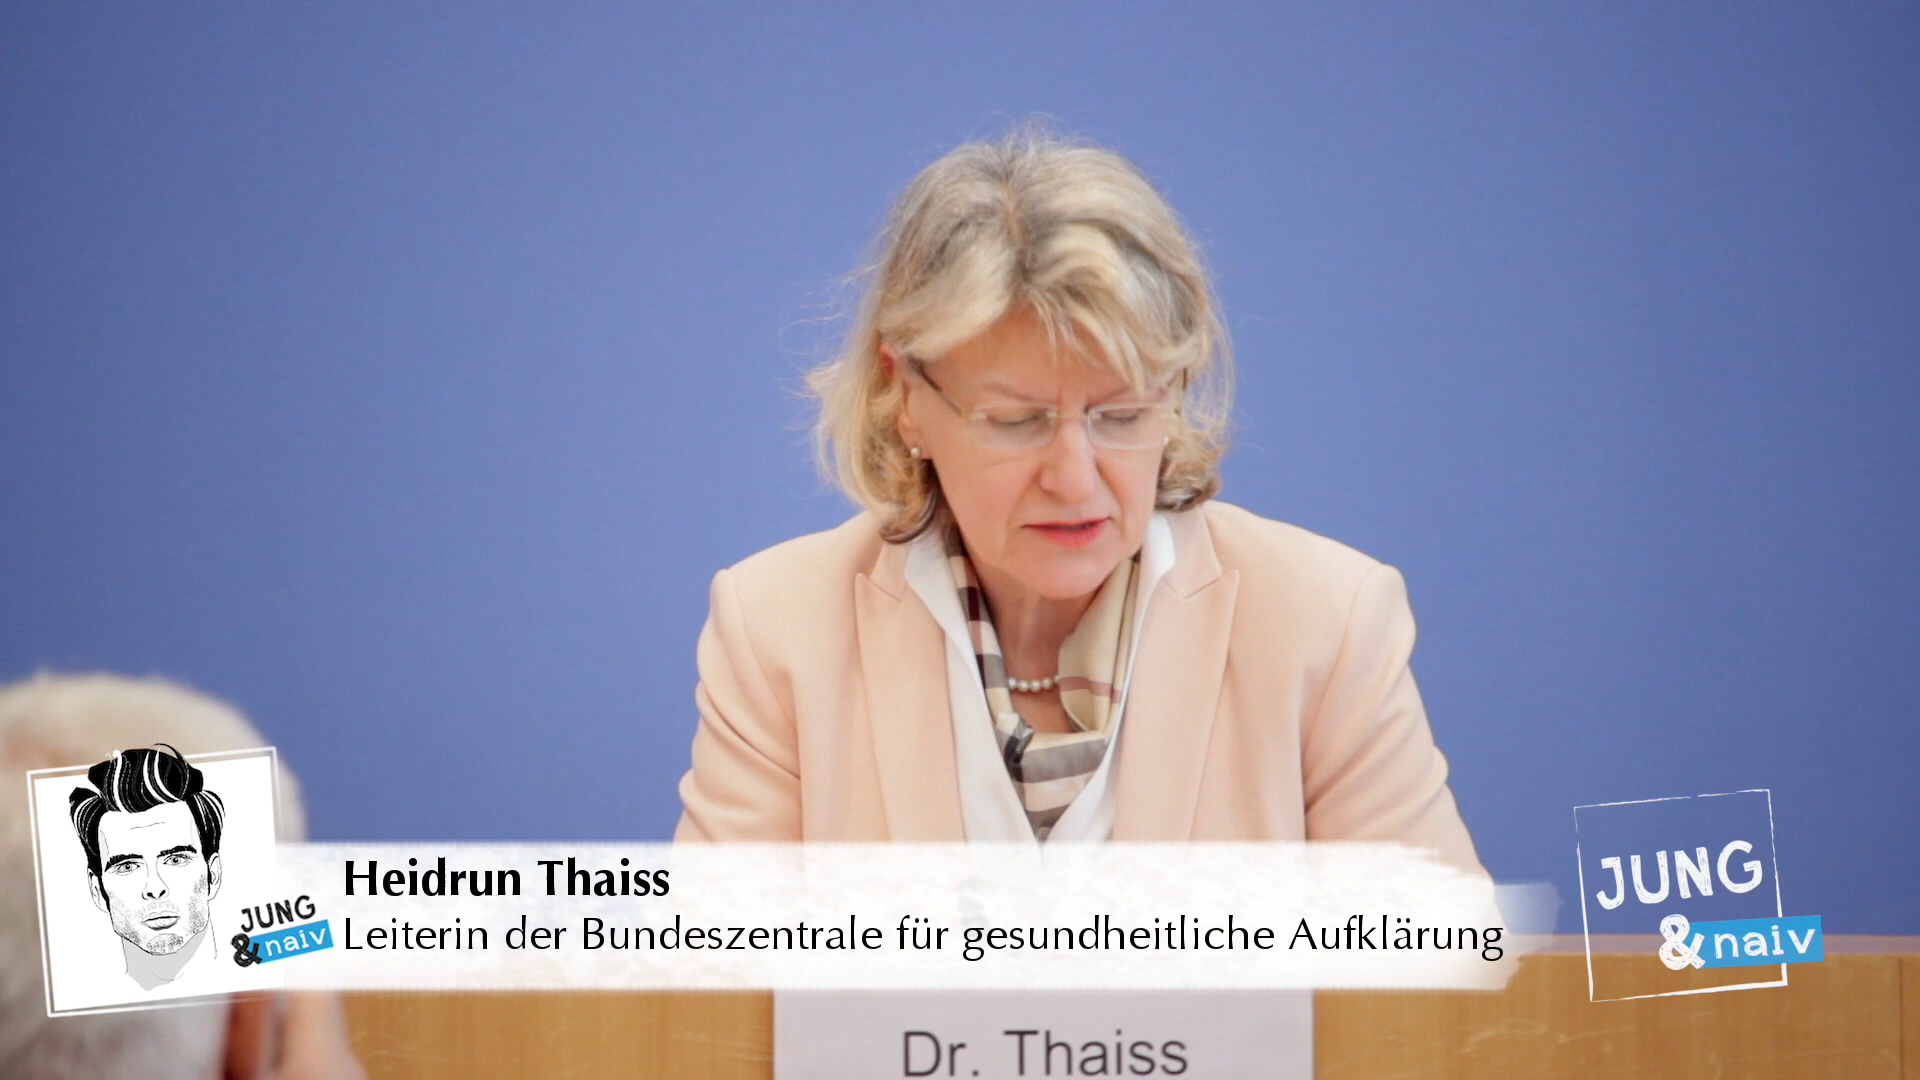 Heidrun Thaiss
Leiterin der Bundeszentrale für gesundheitliche Aufklärung
JUNG
& naiv
JUNG
& naiv
Dr. Thaiss